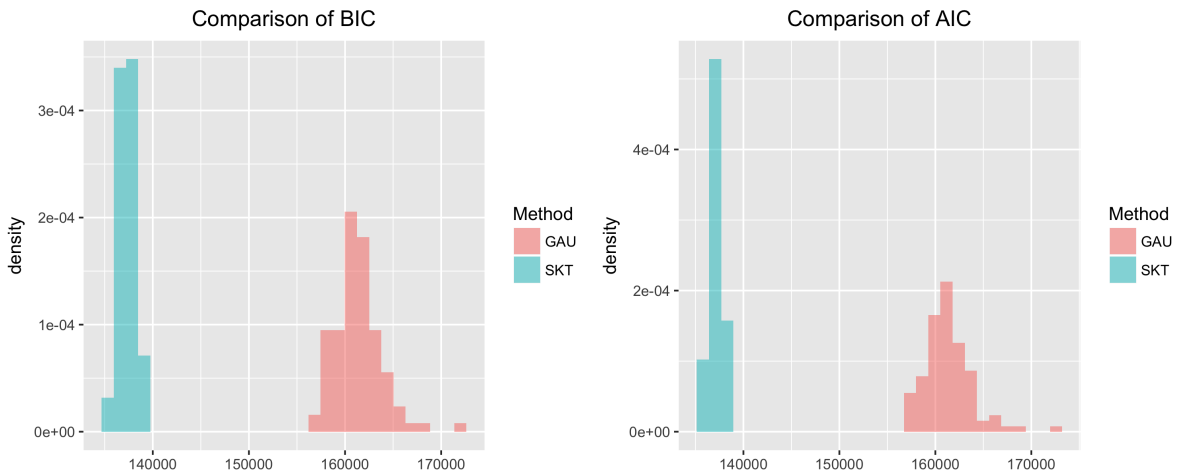 Comparison of BIC
density
3e-04
2e-04
1e-04
0e+00
140000 150000 160000 170000
Method
GAU
SKT
Comparison of AIC
density
4e-04
2e-04
0e+00
140000 150000 160000 170000
Method
GAU
SKT